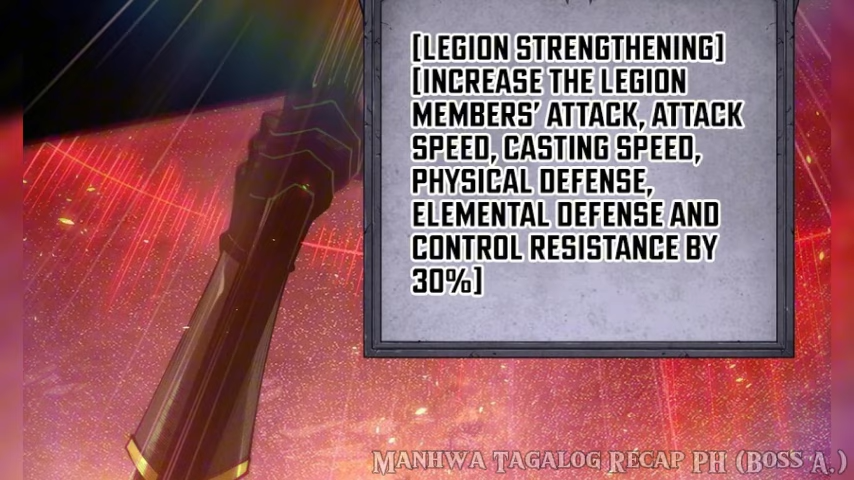 [LEGION STRENGTHENING]
[INCREASE THE LEGION
MEMBERS' ATTACK, ATTACK
SPEED, CASTING SPEED,
PHYSICAL DEFENSE,
ELEMENTAL DEFENSE AND
CONTROL RESISTANCE BY
30%]
MANHWA TAGALOG RECAP PH (BOSS A.)